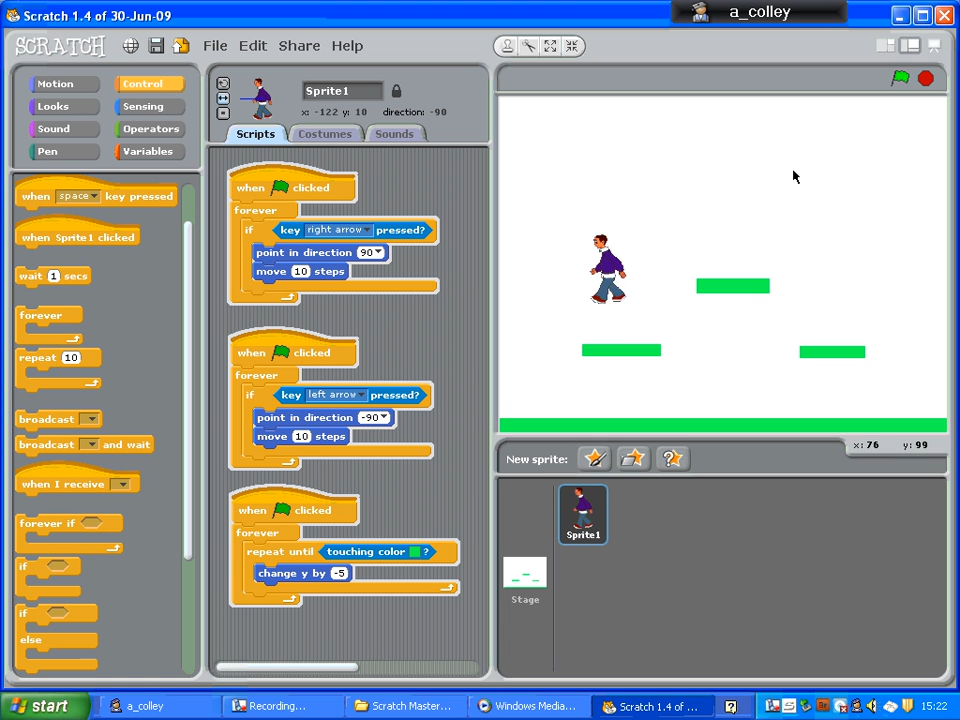 Scratch 1.4 of 30-Jun-09
a_colley
SCRATCH
File Edit Share Help
Motion
Control
Looks
Sensing
Sound
Operators
Pen
Variables
Sprite1
x: -122 y: 10 direction: -90
Scripts
Costumes
Sounds
when space key pressed
when Sprite1 clicked
wait 1 secs
forever
repeat 10
broadcast
broadcast and wait
when I receive
forever if
if
if
else
when clicked
forever
if key right arrow pressed?
point in direction 90
move 10 steps
when clicked
forever
if key left arrow pressed?
point in direction -90
move 10 steps
when clicked
forever
repeat until touching color ?
change y by -5
x: 76 y: 99
New sprite:
?
Sprite1
Stage
start
a_colley
Recording...
Scratch Master...
Windows Media...
Scratch 1.4 of ...
?
15:22